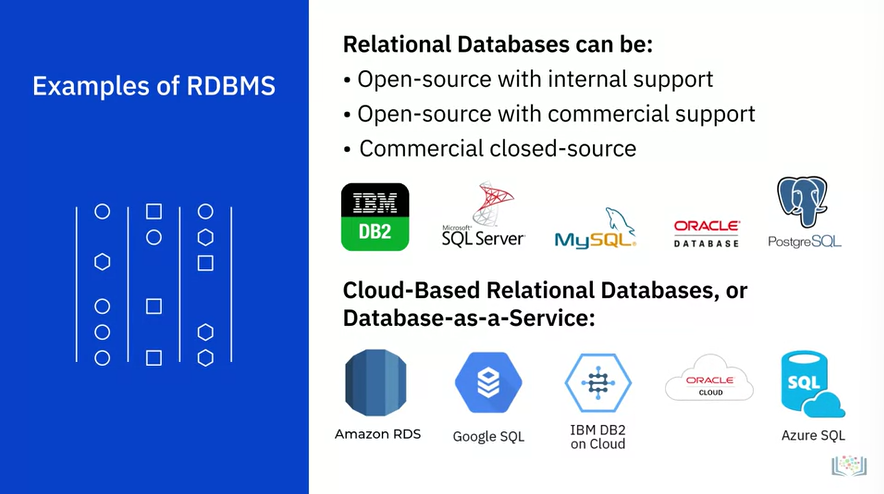 Examples of RDBMS
Relational Databases can be:
• Open-source with internal support
• Open-source with commercial support
• Commercial closed-source
IBM
DB2
Microsoft
SQL Server
MySQL
ORACLE
DATABASE
PostgreSQL
Cloud-Based Relational Databases, or
Database-as-a-Service:
Amazon RDS
Google SQL
IBM DB2
on Cloud
ORACLE
CLOUD
SQL
Azure SQL